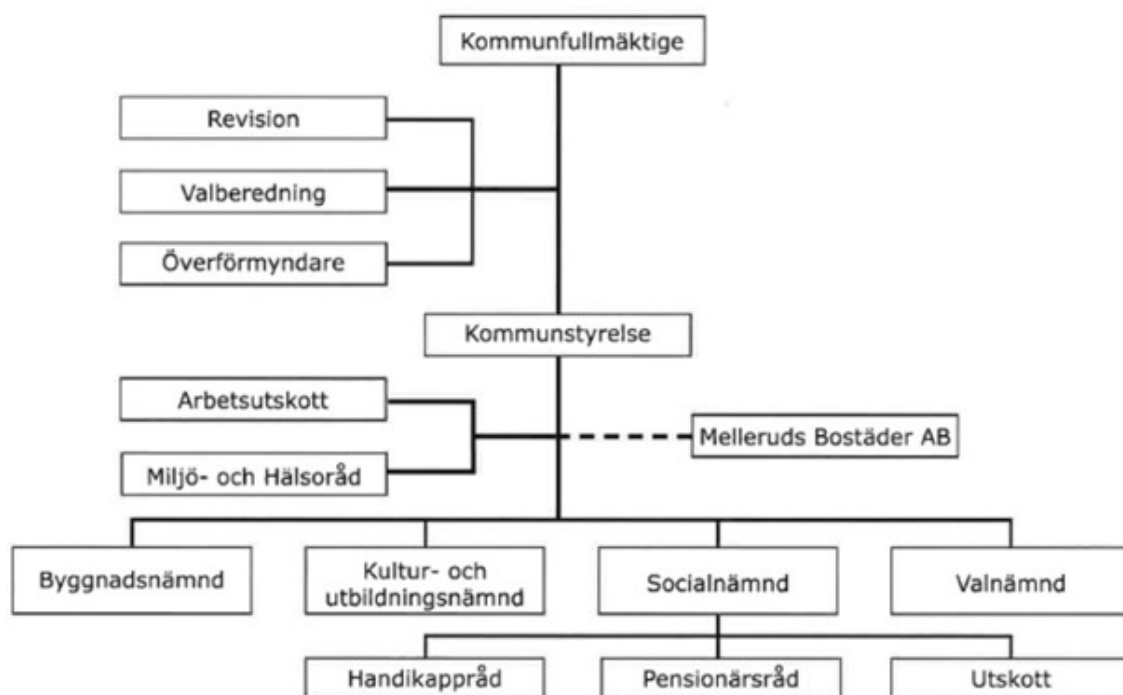 Kommunfullmäktige
Revision
Valberedning
Överförmyndare
Kommunstyrelse
Arbetsutskott
Melleruds Bostäder AB
Miljö- och Hälsoråd
Byggnadsnämnd
Kultur- och
utbildningsnämnd
Socialnämnd
Valnämnd
Handikappråd
Pensionärsråd
Utskott